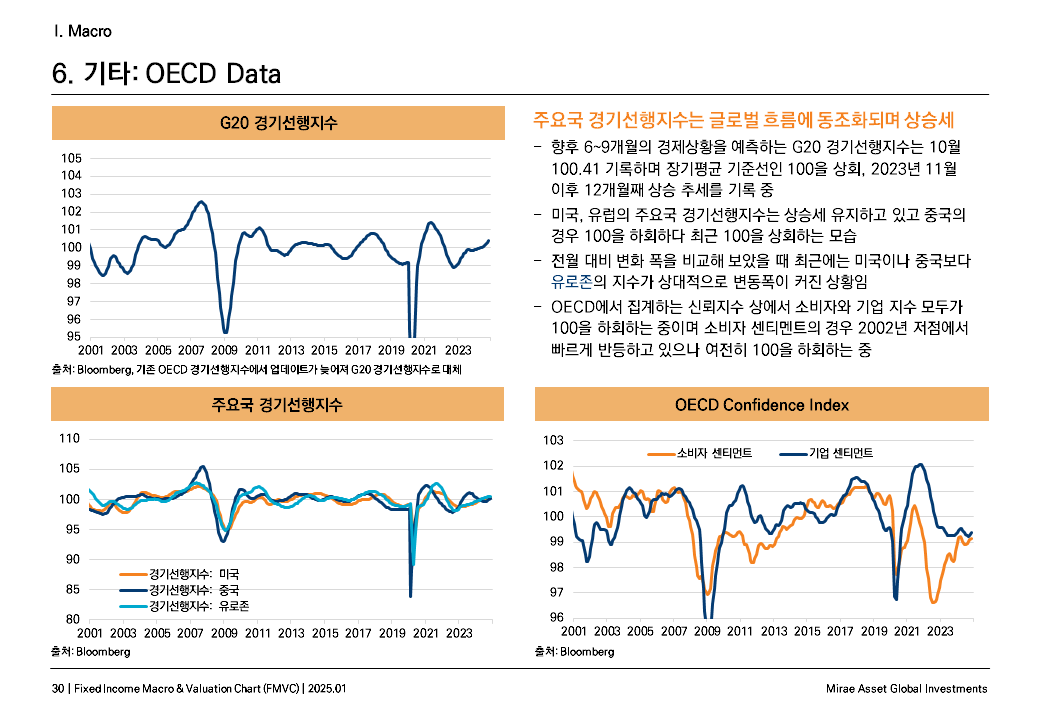 I. Macro
6. 기타: OECD Data
G20 경기선행지수
105
104
103
102
101
100
99
98
97
96
95
2001 2003 2005 2007 2009 2011 2013 2015 2017 2019 2021 2023
출처: Bloomberg, 기존 OECD 경기선행지수에서 업데이트가 늦어져 G20 경기선행지수로 대체
주요국 경기선행지수는 글로벌 흐름에 동조화되며 상승세
– 향후 6~9개월의 경제상황을 예측하는 G20 경기선행지수는 10월
100.41 기록하며 장기평균 기준선인 100을 상회, 2023년 11월
이후 12개월째 상승 추세를 기록 중
– 미국, 유럽의 주요국 경기선행지수는 상승세 유지하고 있고 중국의
경우 100을 하회하다 최근 100을 상회하는 모습
– 전월 대비 변화 폭을 비교해 보았을 때 최근에는 미국이나 중국보다
유로존의 지수가 상대적으로 변동폭이 커진 상황임
– OECD에서 집계하는 신뢰지수 상에서 소비자와 기업 지수 모두가
100을 하회하는 중이며 소비자 센티멘트의 경우 2002년 저점에서
빠르게 반등하고 있으나 여전히 100을 하회하는 중
주요국 경기선행지수
110
105
100
95
90
85
80
경기선행지수: 미국
경기선행지수: 중국
경기선행지수: 유로존
2001 2003 2005 2007 2009 2011 2013 2015 2017 2019 2021 2023
출처: Bloomberg
OECD Confidence Index
103
102
101
100
99
98
97
96
소비자 센티먼트 기업 센티먼트
2001 2003 2005 2007 2009 2011 2013 2015 2017 2019 2021 2023
출처: Bloomberg
30 | Fixed Income Macro & Valuation Chart (FMVC) | 2025.01
Mirae Asset Global Investments